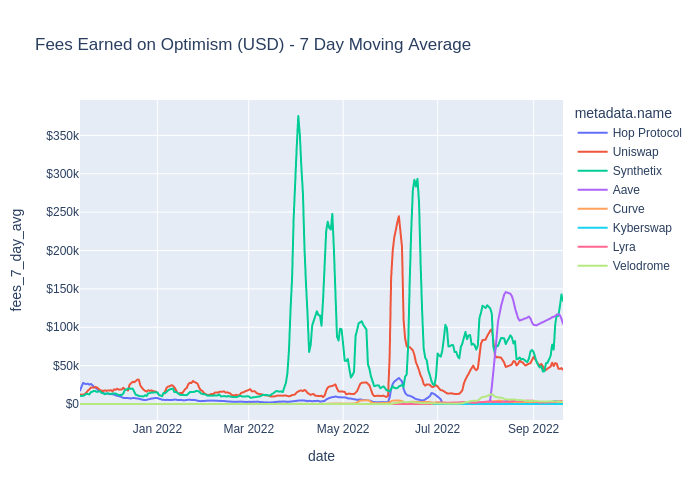 Fees Earned on Optimism (USD) - 7 Day Moving Average
metadata.name
Hop Protocol
Uniswap
Synthetix
Aave
Curve
Kyberswap
Lyra
Velodrome
fees_7_day_avg
$350k
$300k
$250k
$200k
$150k
$100k
$50k
$0
Jan 2022
Mar 2022
May 2022
Jul 2022
Sep 2022
date